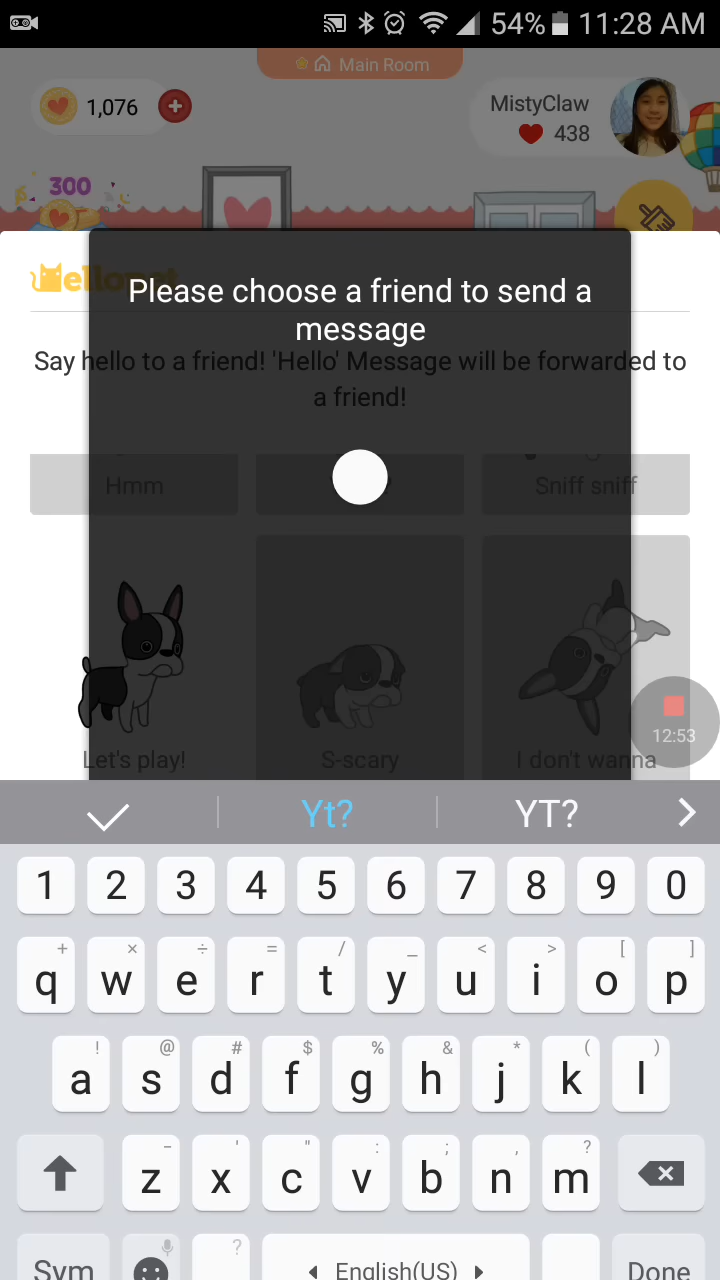 54% 11:28 AM
Main Room
1,076
MistyClaw
438
300
Hellopet
Please choose a friend to send a
message
Say hello to a friend! 'Hello' Message will be forwarded to
a friend!
Hmm
Sniff sniff
Let's play!
S-scary
I don't wanna
12:53
Yt?
YT?
1 2 3 4 5 6 7 8 9 0
+ × ÷ = / _ < > [ ]
q w e r t y u i o p
! @ # $ % & * ( )
a s d f g h j k l
- ' " : ; , ?
z x c v b n m
?
Sym English(US) Done